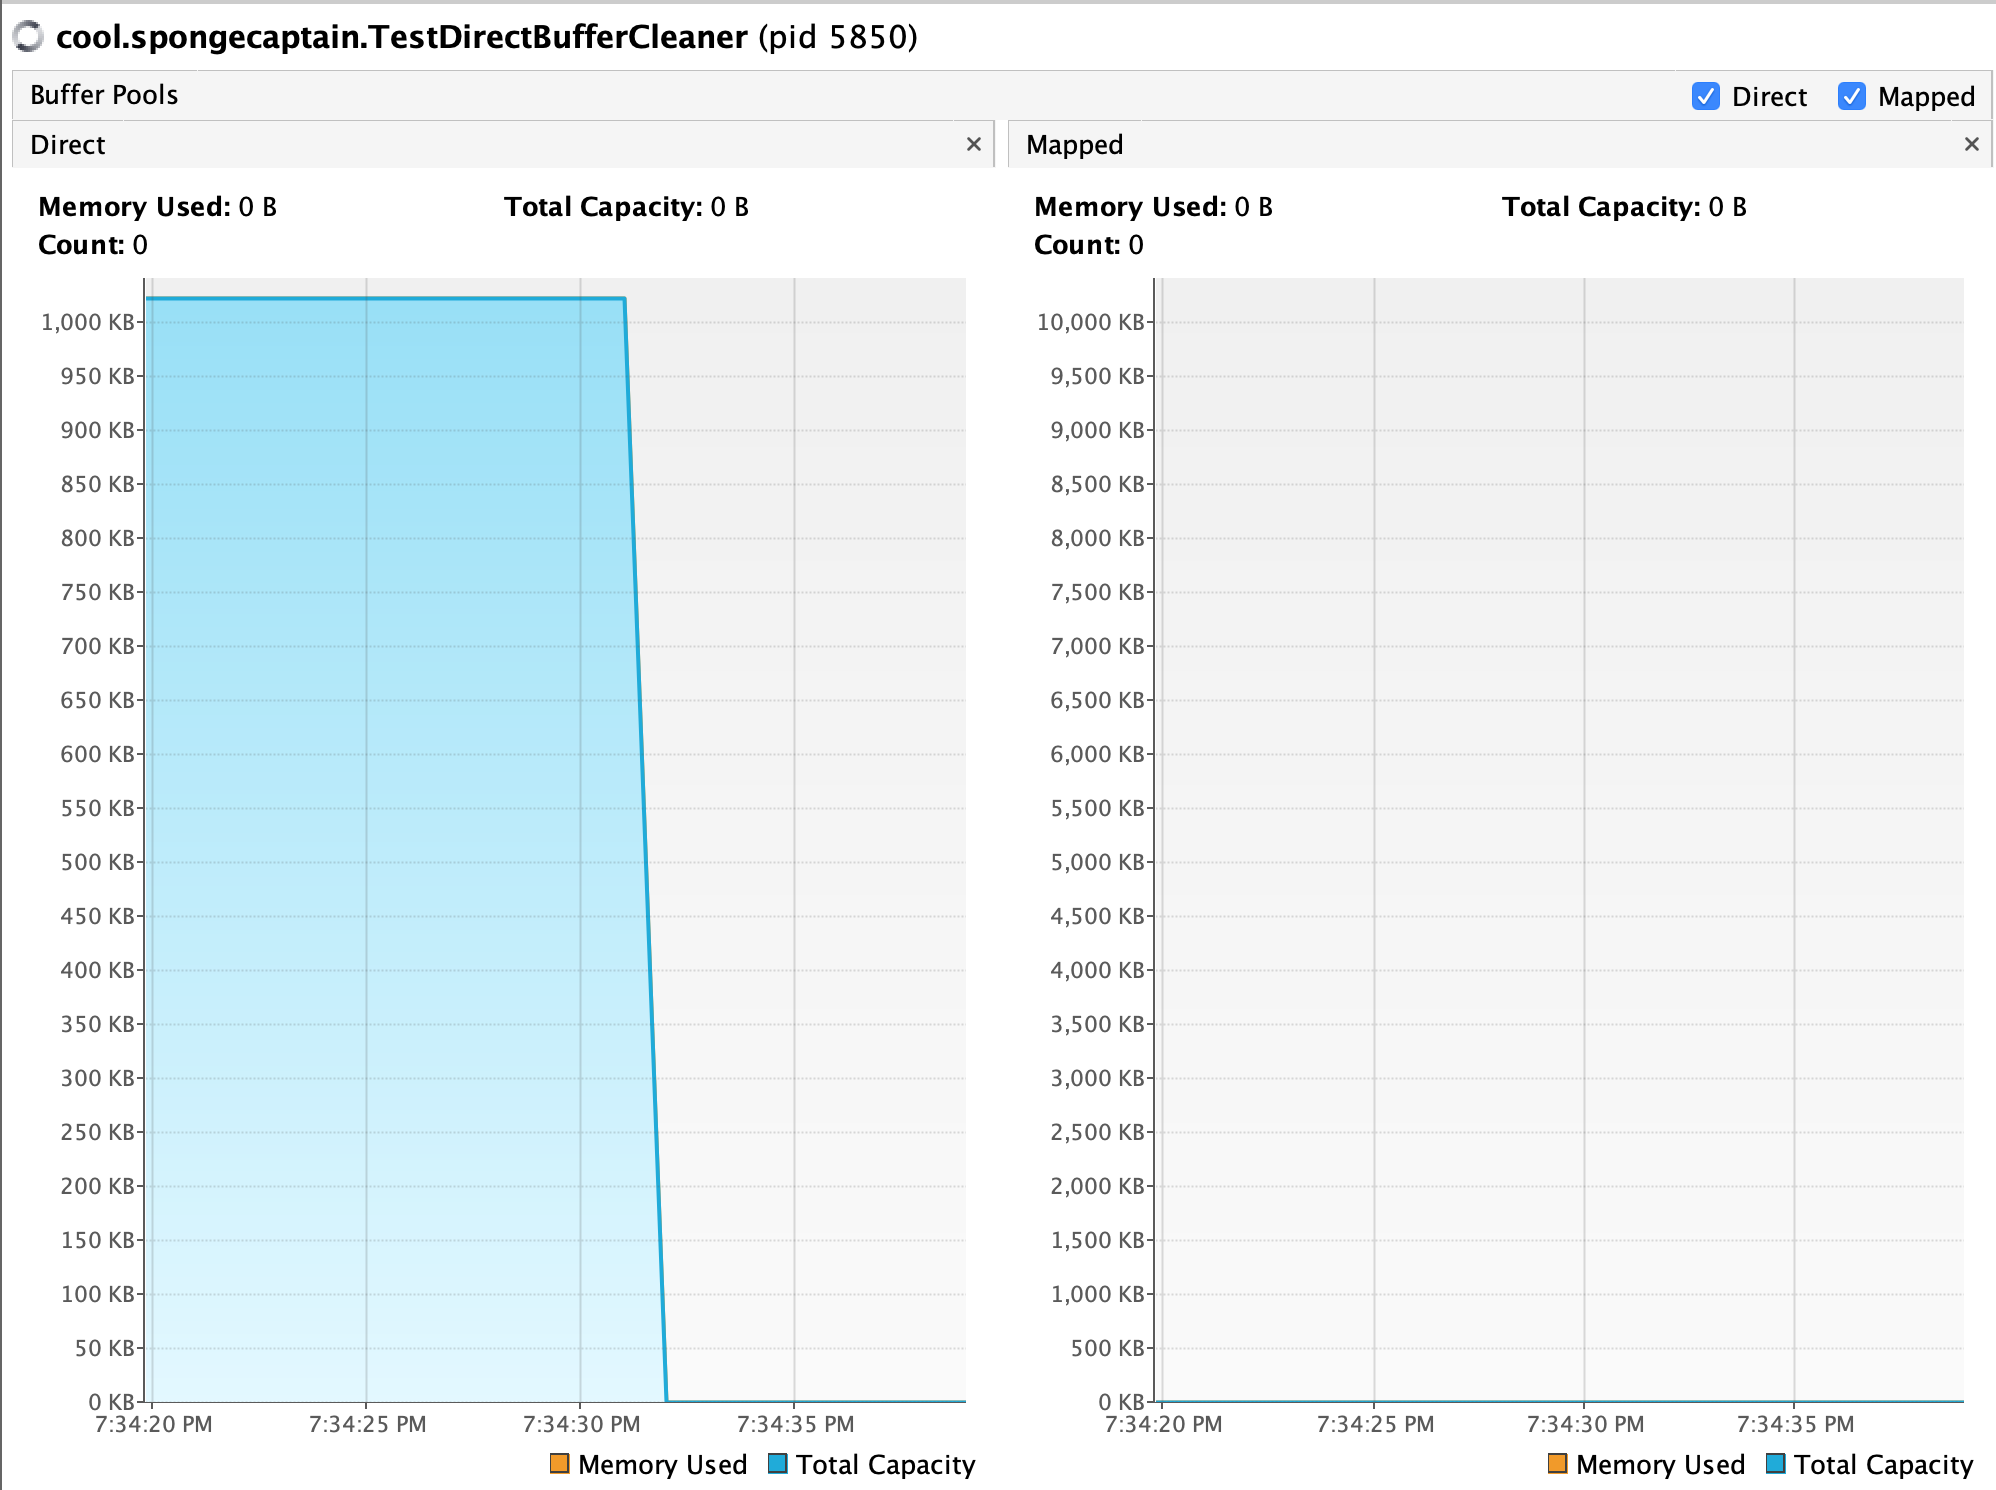 cool.spongecaptain.TestDirectBufferCleaner (pid 5850)
Buffer Pools
Direct
Mapped
Direct
Memory Used: 0 B
Total Capacity: 0 B
Count: 0
1,000 KB
950 KB
900 KB
850 KB
800 KB
750 KB
700 KB
650 KB
600 KB
550 KB
500 KB
450 KB
400 KB
350 KB
300 KB
250 KB
200 KB
150 KB
100 KB
50 KB
0 KB
7:34:20 PM
7:34:25 PM
7:34:30 PM
7:34:35 PM
Memory Used
Total Capacity
Mapped
Memory Used: 0 B
Total Capacity: 0 B
Count: 0
10,000 KB
9,500 KB
9,000 KB
8,500 KB
8,000 KB
7,500 KB
7,000 KB
6,500 KB
6,000 KB
5,500 KB
5,000 KB
4,500 KB
4,000 KB
3,500 KB
3,000 KB
2,500 KB
2,000 KB
1,500 KB
1,000 KB
500 KB
0 KB
7:34:20 PM
7:34:25 PM
7:34:30 PM
7:34:35 PM
Memory Used
Total Capacity